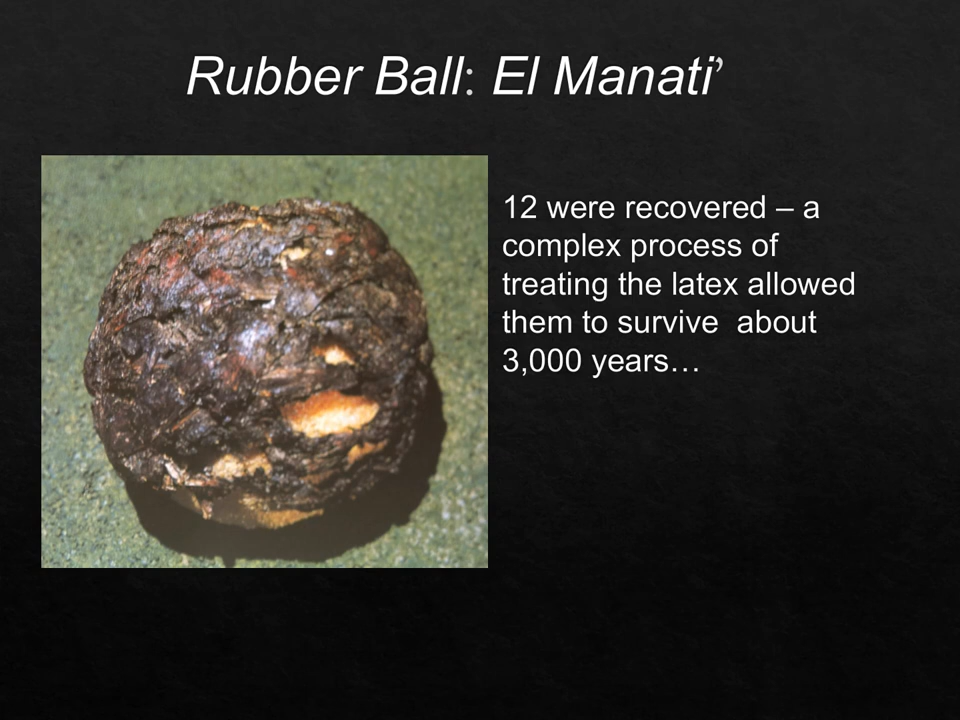 Rubber Ball: El Manati’
12 were recovered – a
complex process of
treating the latex allowed
them to survive  about
3,000 years…